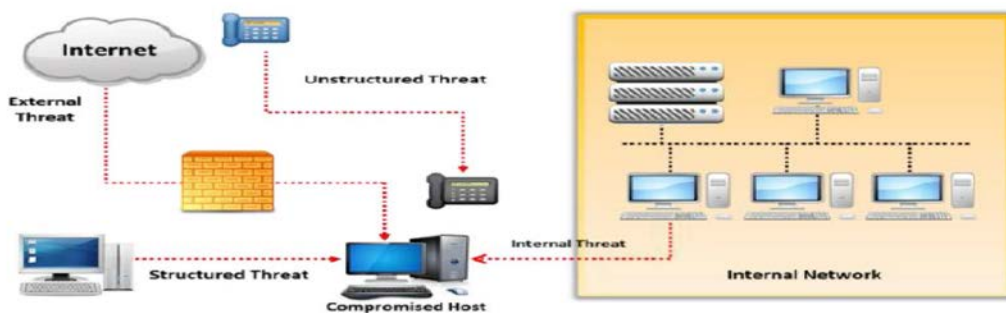 Internet
Unstructured Threat
External
Threat
Internal Threat
Structured Threat
Internal Network
Compromised Host